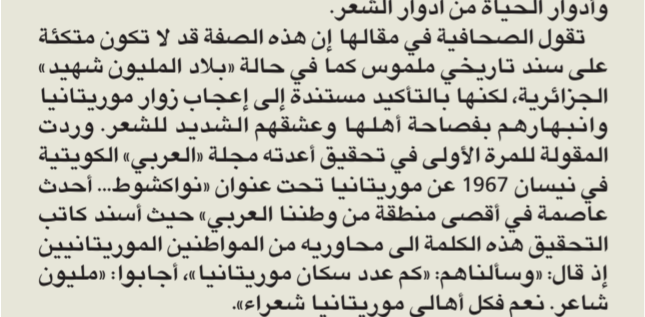 وأدوار الحياة من أدوار الشعر.
تقول الصحافية في مقالها إن هذه الصفة قد لا تكون متكئة
على سند تاريخي ملموس كما في حالة «بلاد المليون شهيد»
الجزائرية، لكنها بالتأكيد مستندة إلى إعجاب زوار موريتانيا
وانبهارهم بفصاحة أهلها وعشقهم الشديد للشعر. وردت
المقولة للمرة الأولى في تحقيق أعدته مجلة «العربي» الكويتية
في نيسان 1967 عن موريتانيا تحت عنوان «نواكشوط... أحدث
عاصمة في أقصى منطقة من وطننا العربي» حيث أسند كاتب
التحقيق هذه الكلمة الى محاوريه من المواطنين الموريتانيين
إذ قال: «وسألناهم: «كم عدد سكان موريتانيا»، أجابوا: «مليون
شاعر. نعم فكل أهالي موريتانيا شعراء».